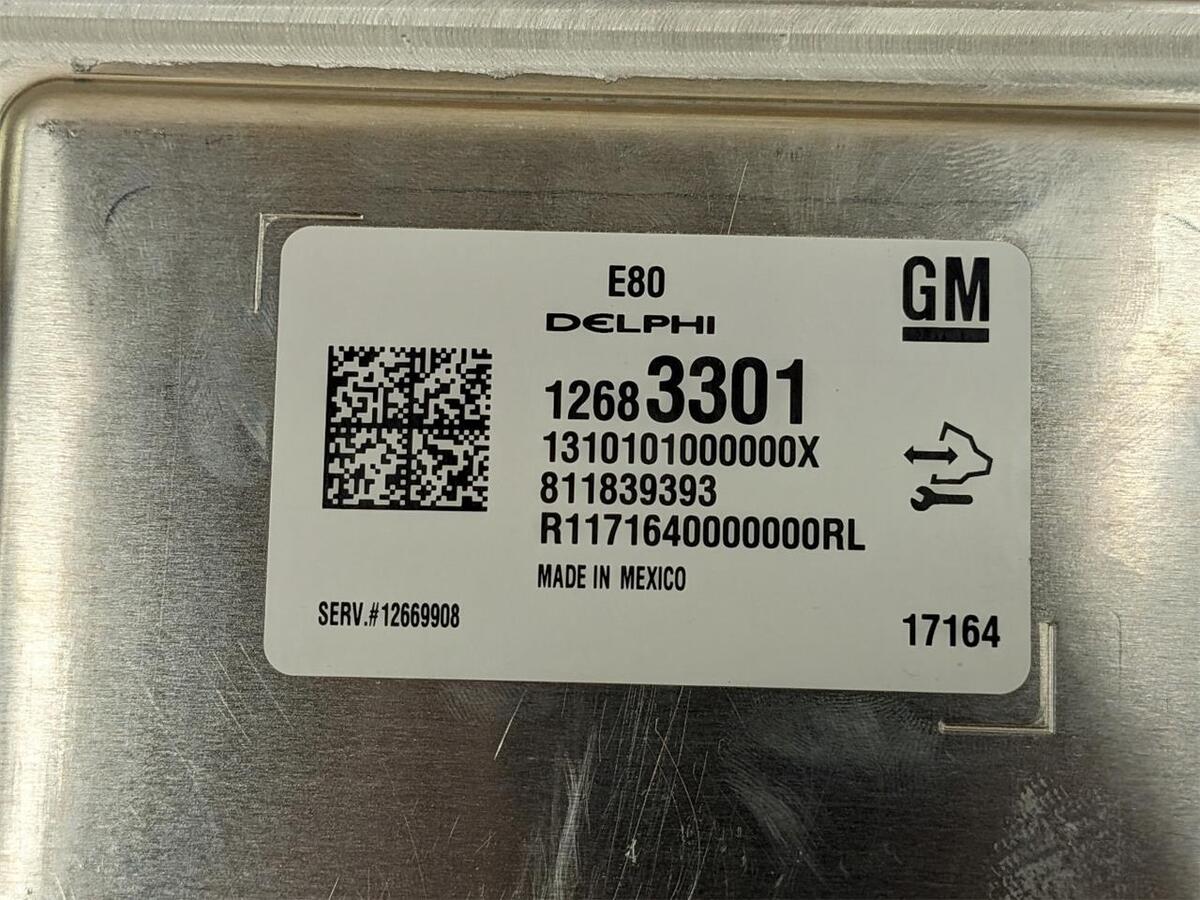 E80
DELPHI
GM
12683301
1310101000000X
811839393
R1171640000000RL
MADE IN MEXICO
SERV.#12669908
17164